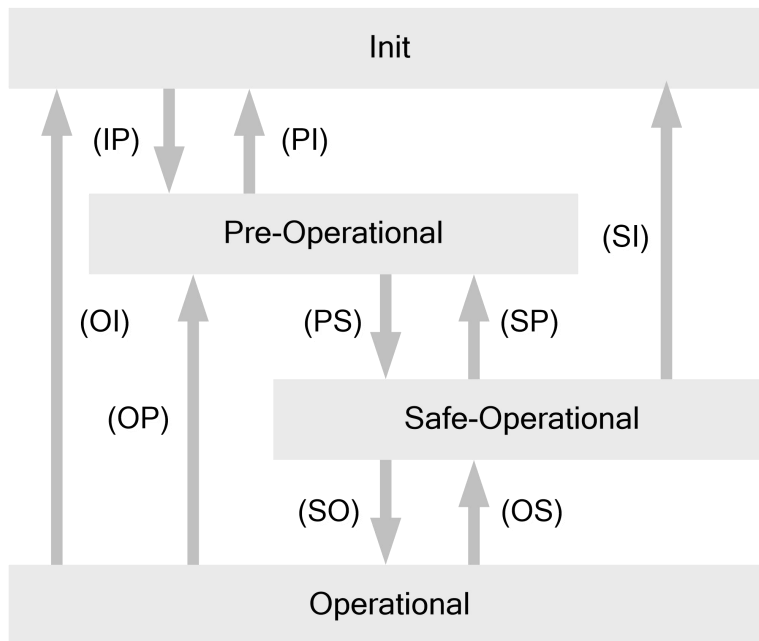 Init
(IP)
(PI)
Pre-Operational
(SI)
(OI)
(PS)
(SP)
(OP)
Safe-Operational
(SO)
(OS)
Operational